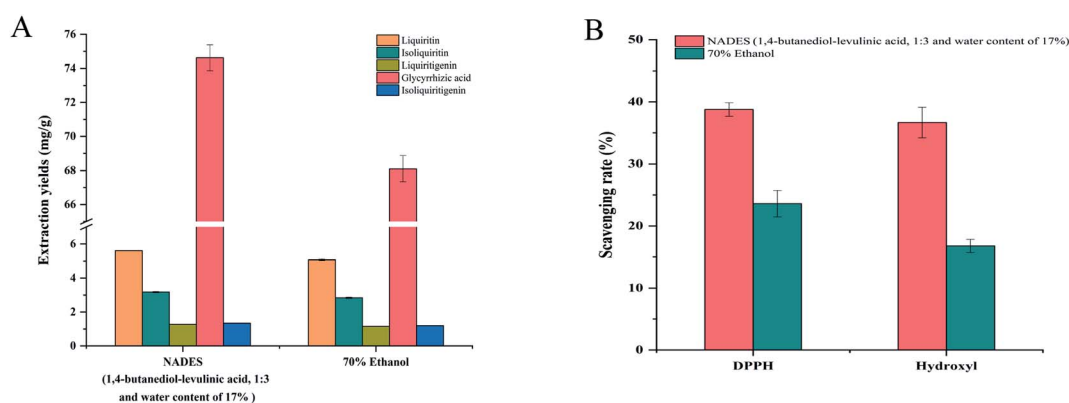 A
Extraction yields (mg/g)
76
74
72
70
68
66
6
4
2
0
Liquiritin
Isoliquiritin
Liquiritigenin
Glycyrrhizic acid
Isoliquiritigenin
NADES
(1,4-butanediol-levulinic acid, 1:3
and water content of 17% )
70% Ethanol
B
Scavenging rate (%)
50
40
30
20
10
0
NADES (1,4-butanediol-levulinic acid, 1:3 and water content of 17%)
70% Ethanol
DPPH
Hydroxyl